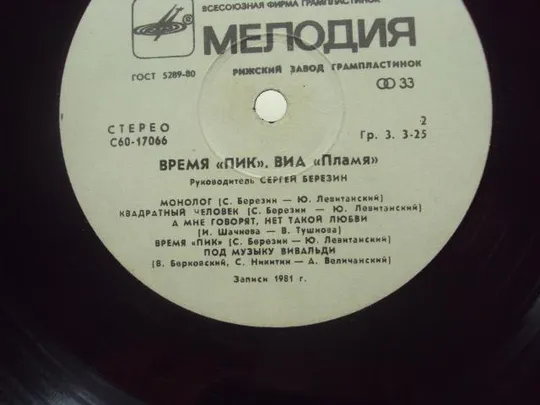 ВСЕСОЮЗНАЯ ФИРМА ГРАМПЛАСТИНОК
МЕЛОДИЯ
ГОСТ 5289-80
РИЖСКИЙ ЗАВОД ГРАМПЛАСТИНОК
33
СТЕРЕО
С60-17066
2
Гр. 3. 3-25
ВРЕМЯ «ПИК». ВИА «Пламя»
Руководитель СЕРГЕЙ БЕРЕЗИН
МОНОЛОГ (С. Березин — Ю. Левитанский)
КВАДРАТНЫЙ ЧЕЛОВЕК (С. Березин — Ю. Левитанский)
А МНЕ ГОВОРЯТ, НЕТ ТАКОЙ ЛЮБВИ
(И. Шачнева — В. Тушнова)
ВРЕМЯ «ПИК» (С. Березин — Ю. Левитанский)
ПОД МУЗЫКУ ВИВАЛЬДИ
(В. Берковский, С. Никитин — А. Величанский)
Записи 1981 г.